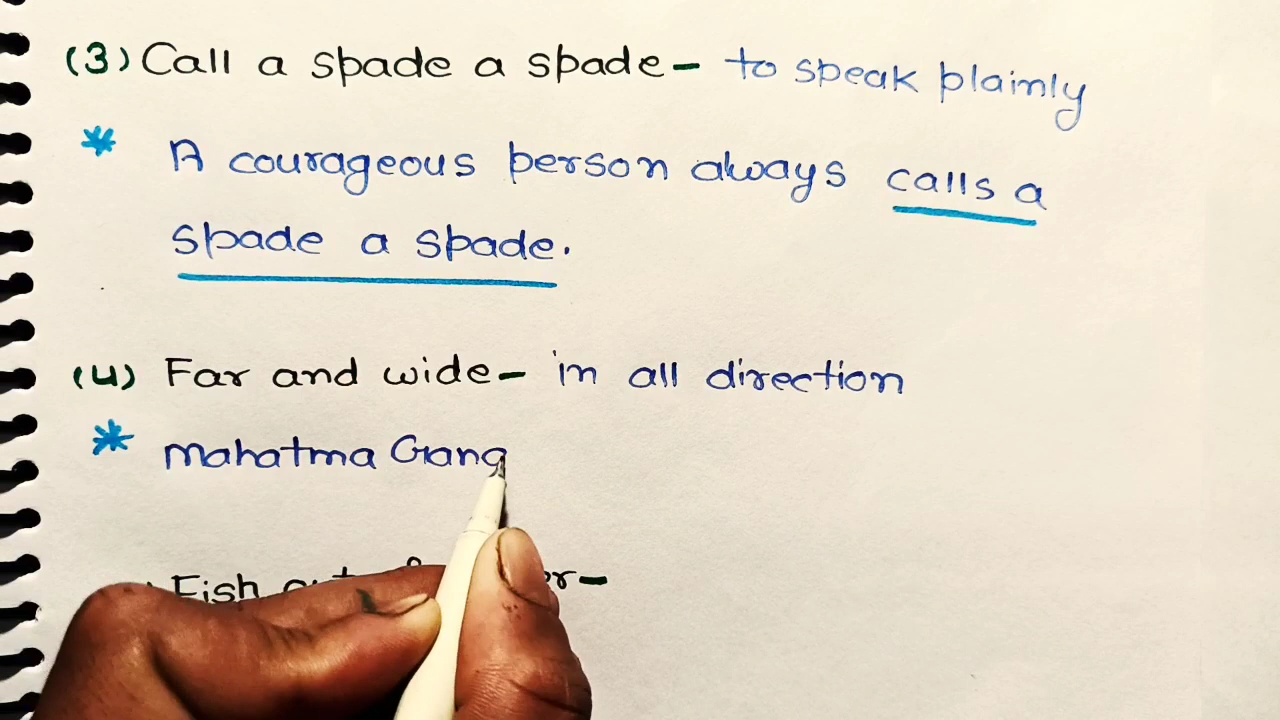 (3) Call a spade a spade - to speak plainly
* A courageous person always calls a
spade a spade.
(4) Far and wide - in all direction
* Mahatma Gang
Fish